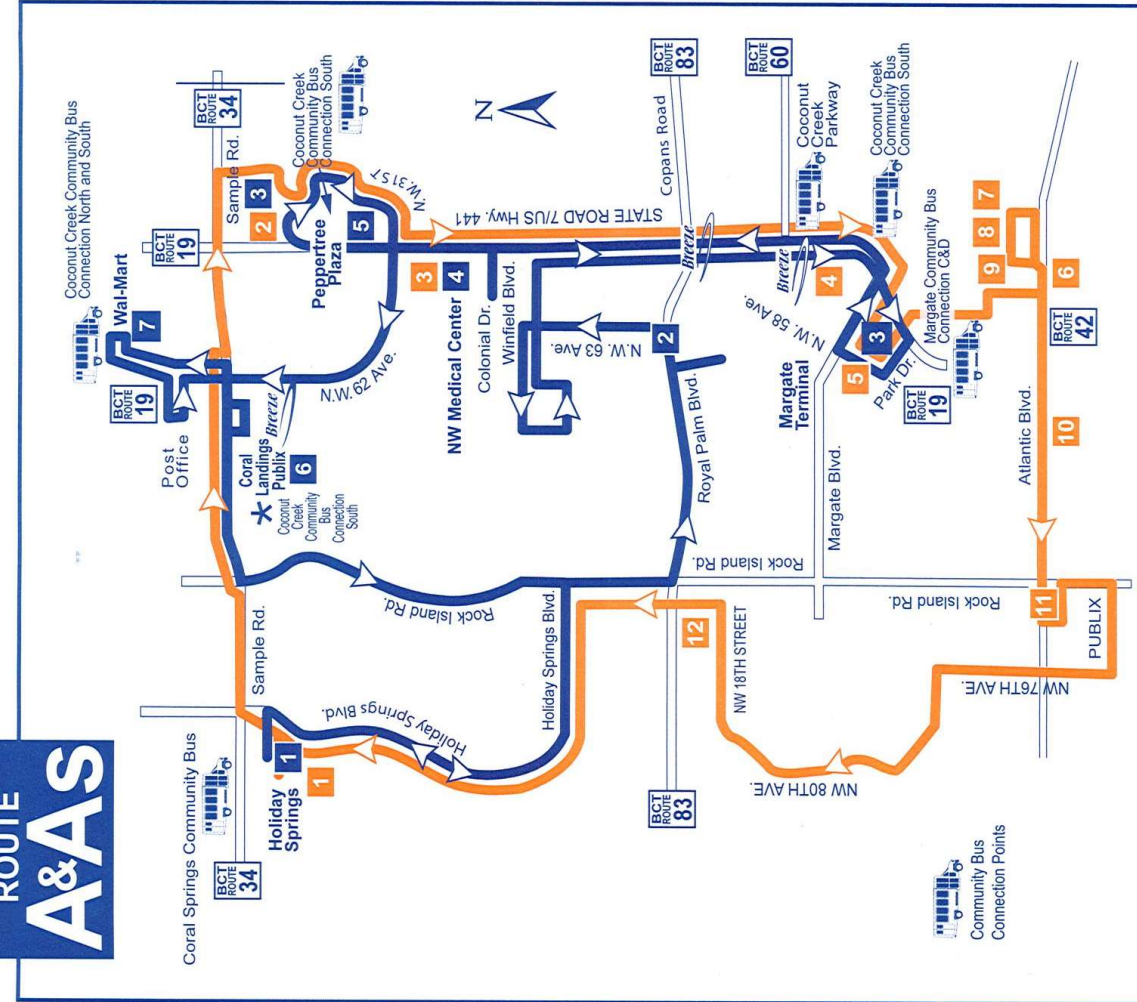 ROUTE
A&AS
Coral Springs Community Bus
BCT
ROUTE
34
Holiday
Springs
1
1
Sample Rd.
Holiday Springs Blvd.
Holiday Springs Blvd.
Rock Island Rd.
Post
Office
BCT
ROUTE
19
Wal-Mart
7
Coconut Creek Community Bus
Connection North and South
Coral
Landings
Publix
6
*
Coconut
Creek
Community
Bus
Connection
South
Breeze
N.W. 62 Ave.
BCT
ROUTE
19
Sample Rd.
BCT
ROUTE
34
2
3
Peppertree
Plaza
5
Coconut Creek
Community Bus
Connection South
N.W.31ST
N
3
4
NW Medical Center
Colonial Dr.
Winfield Blvd.
STATE ROAD 7/US Hwy. 441
N.W. 63 Ave.
2
Breeze
Copans Road
BCT
ROUTE
83
Royal Palm Blvd.
Rock Island Rd.
BCT
ROUTE
83
12
NW 18TH STREET
NW 80TH AVE.
Breeze
4
BCT
ROUTE
60
Coconut
Creek
Parkway
Coconut Creek
Community Bus
Connection South
N.W. 58 Ave.
Margate
Terminal
3
5
Park Dr.
BCT
ROUTE
19
Margate Community Bus
Connection C&D
Margate Blvd.
9
8
7
6
BCT
ROUTE
42
10
Atlantic Blvd.
Rock Island Rd.
11
PUBLIX
NW 76TH AVE.
Community Bus
Connection Points